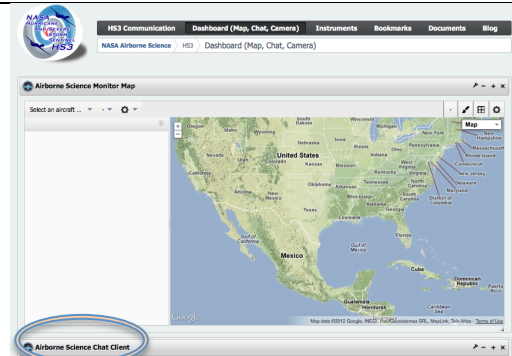 NASA
HURRICANE
AND SEVERE
STORM
SENTINEL
HS3
HS3 Communication Dashboard (Map, Chat, Camera) Instruments Bookmarks Documents Blog
NASA Airborne Science HS3 Dashboard (Map, Chat, Camera)
Airborne Science Monitor Map
Select an aircraft ...
Map
Oregon
Idaho
Wyoming
South Dakota
Wisconsin
Michigan
New York
New Hampshire
Massachusetts
Rhode Island
Connecticut
New Jersey
Delaware
Maryland
District of Columbia
Nebraska
Iowa
Illinois
Indiana
Ohio
Pennsylvania
Nevada
Utah
Colorado
United States
Kansas
Missouri
West Virginia
Kentucky
Virginia
California
Arizona
New Mexico
Oklahoma
Arkansas
Tennessee
North Carolina
South Carolina
Mississippi
Alabama
Georgia
Texas
Louisiana
Florida
Gulf of California
Mexico
Gulf of Mexico
Cuba
Dominican Republic
Puerto Rico
Guatemala
Honduras
Caribbean Sea
Google
Map data ©2012 Google, INEGI, Inav/Geosistemas SRL, MapLink, Tele Atlas - Terms of Use
Airborne Science Chat Client